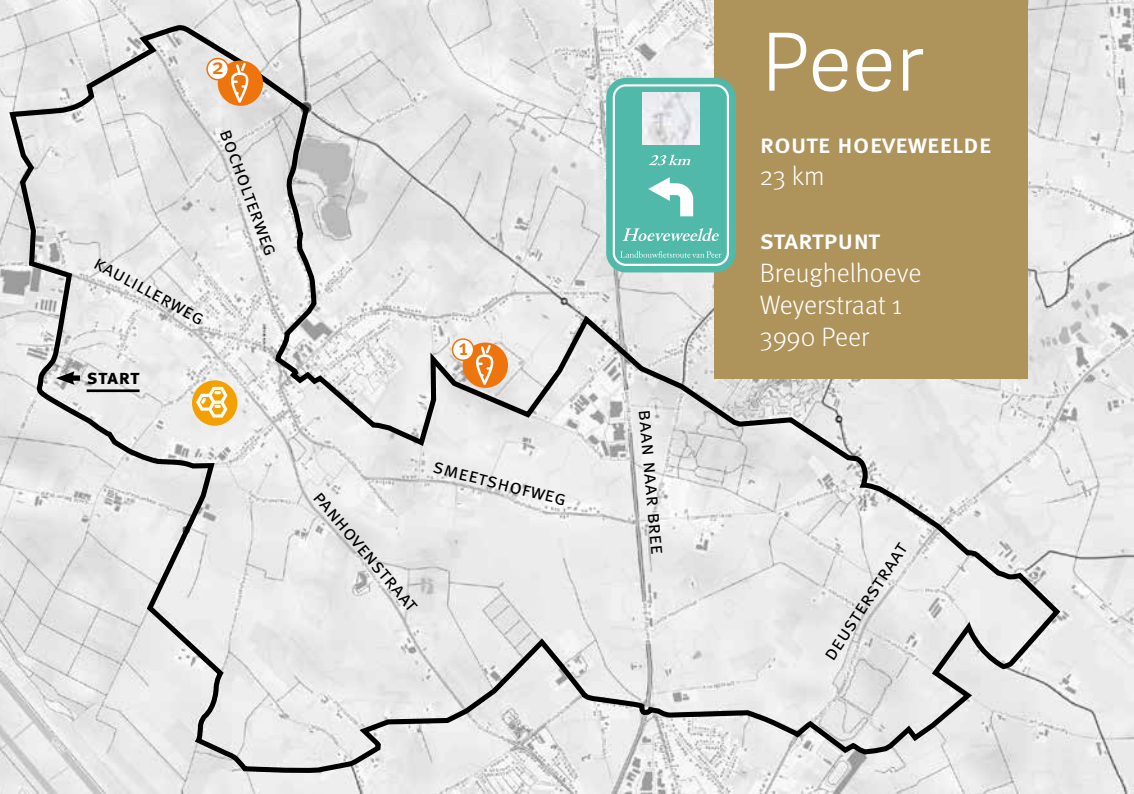 Peer
ROUTE HOEVEWEELDE
23 km
STARTPUNT
Breughelhoeve
Weyerstraat 1
3990 Peer
23 km
Hoeveweelde
Landbouwfietsroute van Peer
2
BOCHOLTERWEG
KAULILLERWEG
START
1
SMEETSHOFWEG
BAAN NAAR BREE
PANHOVENSTRAAT
DEUSTERSTRAAT